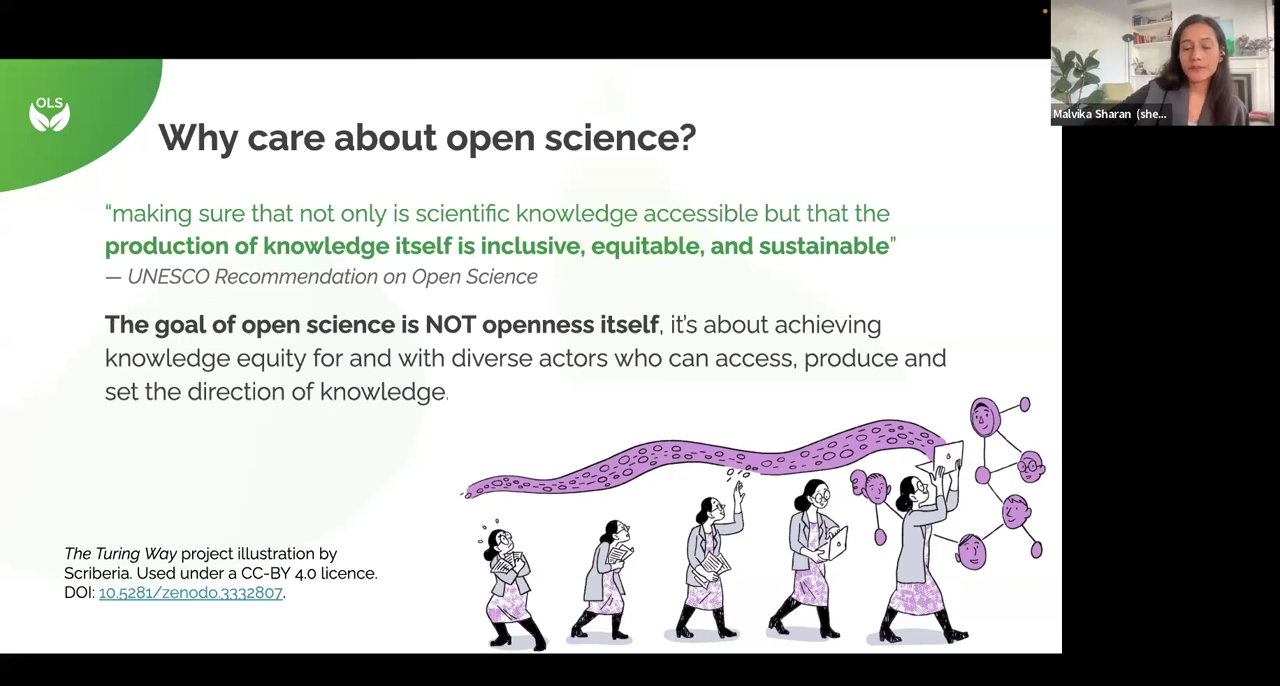 OLS
Why care about open science?
“making sure that not only is scientific knowledge accessible but that the
production of knowledge itself is inclusive, equitable, and sustainable”
— UNESCO Recommendation on Open Science
The goal of open science is NOT openness itself, it’s about achieving
knowledge equity for and with diverse actors who can access, produce and
set the direction of knowledge.
The Turing Way project illustration by
Scriberia. Used under a CC-BY 4.0 licence.
DOI: 10.5281/zenodo.3332807.
Malvika Sharan (she...